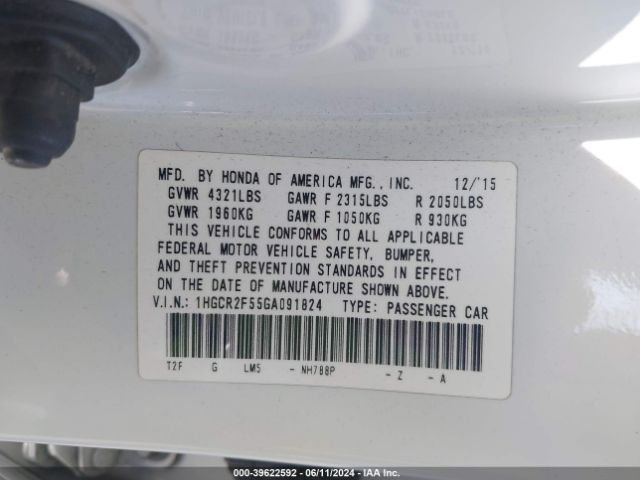 MFD. BY HONDA OF AMERICA MFG., INC. 12/'15
GVWR 4321LBS GAWR F 2315LBS R 2050LBS
GVWR 1960KG GAWR F 1050KG R 930KG
THIS VEHICLE CONFORMS TO ALL APPLICABLE
FEDERAL MOTOR VEHICLE SAFETY, BUMPER,
AND THEFT PREVENTION STANDARDS IN EFFECT
ON THE DATE OF MANUFACTURE SHOWN ABOVE.
V.I.N.: 1HGCR2F55GA091824 TYPE: PASSENGER CAR
T2F G LM5 - NH788P - Z - A
000-39622592 - 06/11/2024 - IAA Inc.